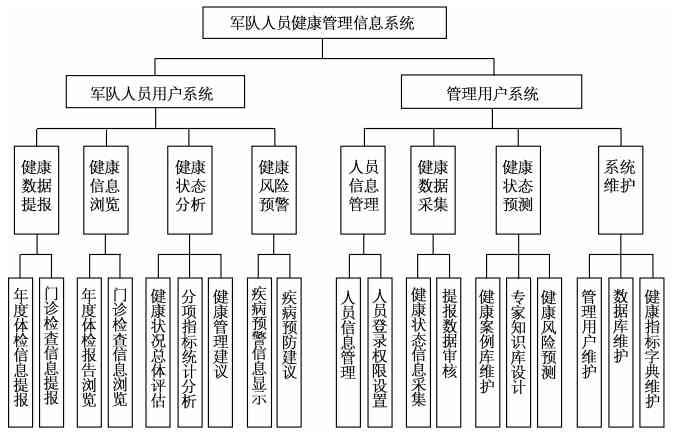 军队人员健康管理信息系统
军队人员用户系统
管理用户系统
健康
数据
提报
健康
信息
浏览
健康
状态
分析
健康
风险
预警
人员
信息
管理
健康
数据
采集
健康
状态
预测
系统
维护
年度体检信息提报
门诊检查信息提报
年度体检报告浏览
门诊检查信息浏览
健康状况总体评估
分项指标统计分析
健康管理建议
疾病预警信息显示
疾病预防建议
人员信息管理
人员登录权限设置
健康状态信息采集
提报数据审核
健康案例库维护
专家知识库设计
健康风险预测
管理用户维护
数据库维护
健康指标字典维护